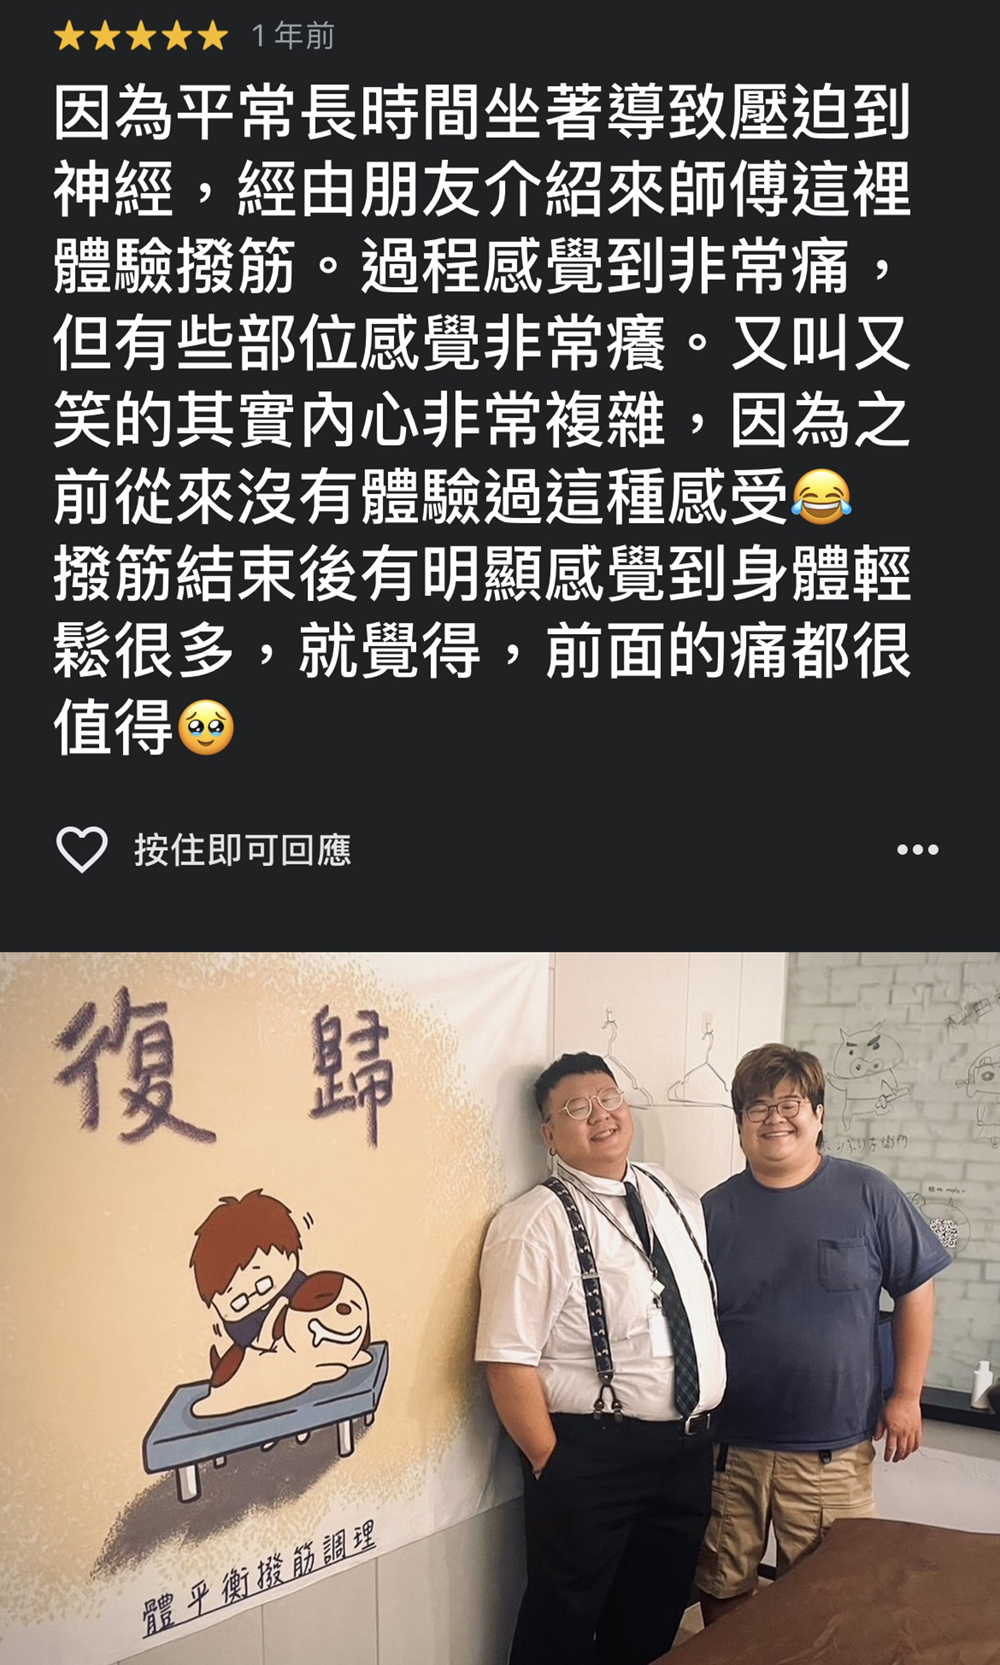 ★★★★★ 1 年前
因為平常長時間坐著導致壓迫到
神經，經由朋友介紹來師傅這裡
體驗撥筋。過程感覺到非常痛，
但有些部位感覺非常癢。又叫又
笑的其實內心非常複雜，因為之
前從來沒有體驗過這種感受😂
撥筋結束後有明顯感覺到身體輕
鬆很多，就覺得，前面的痛都很
值得🥹
按住即可回應
復歸
體平衡撥筋調理